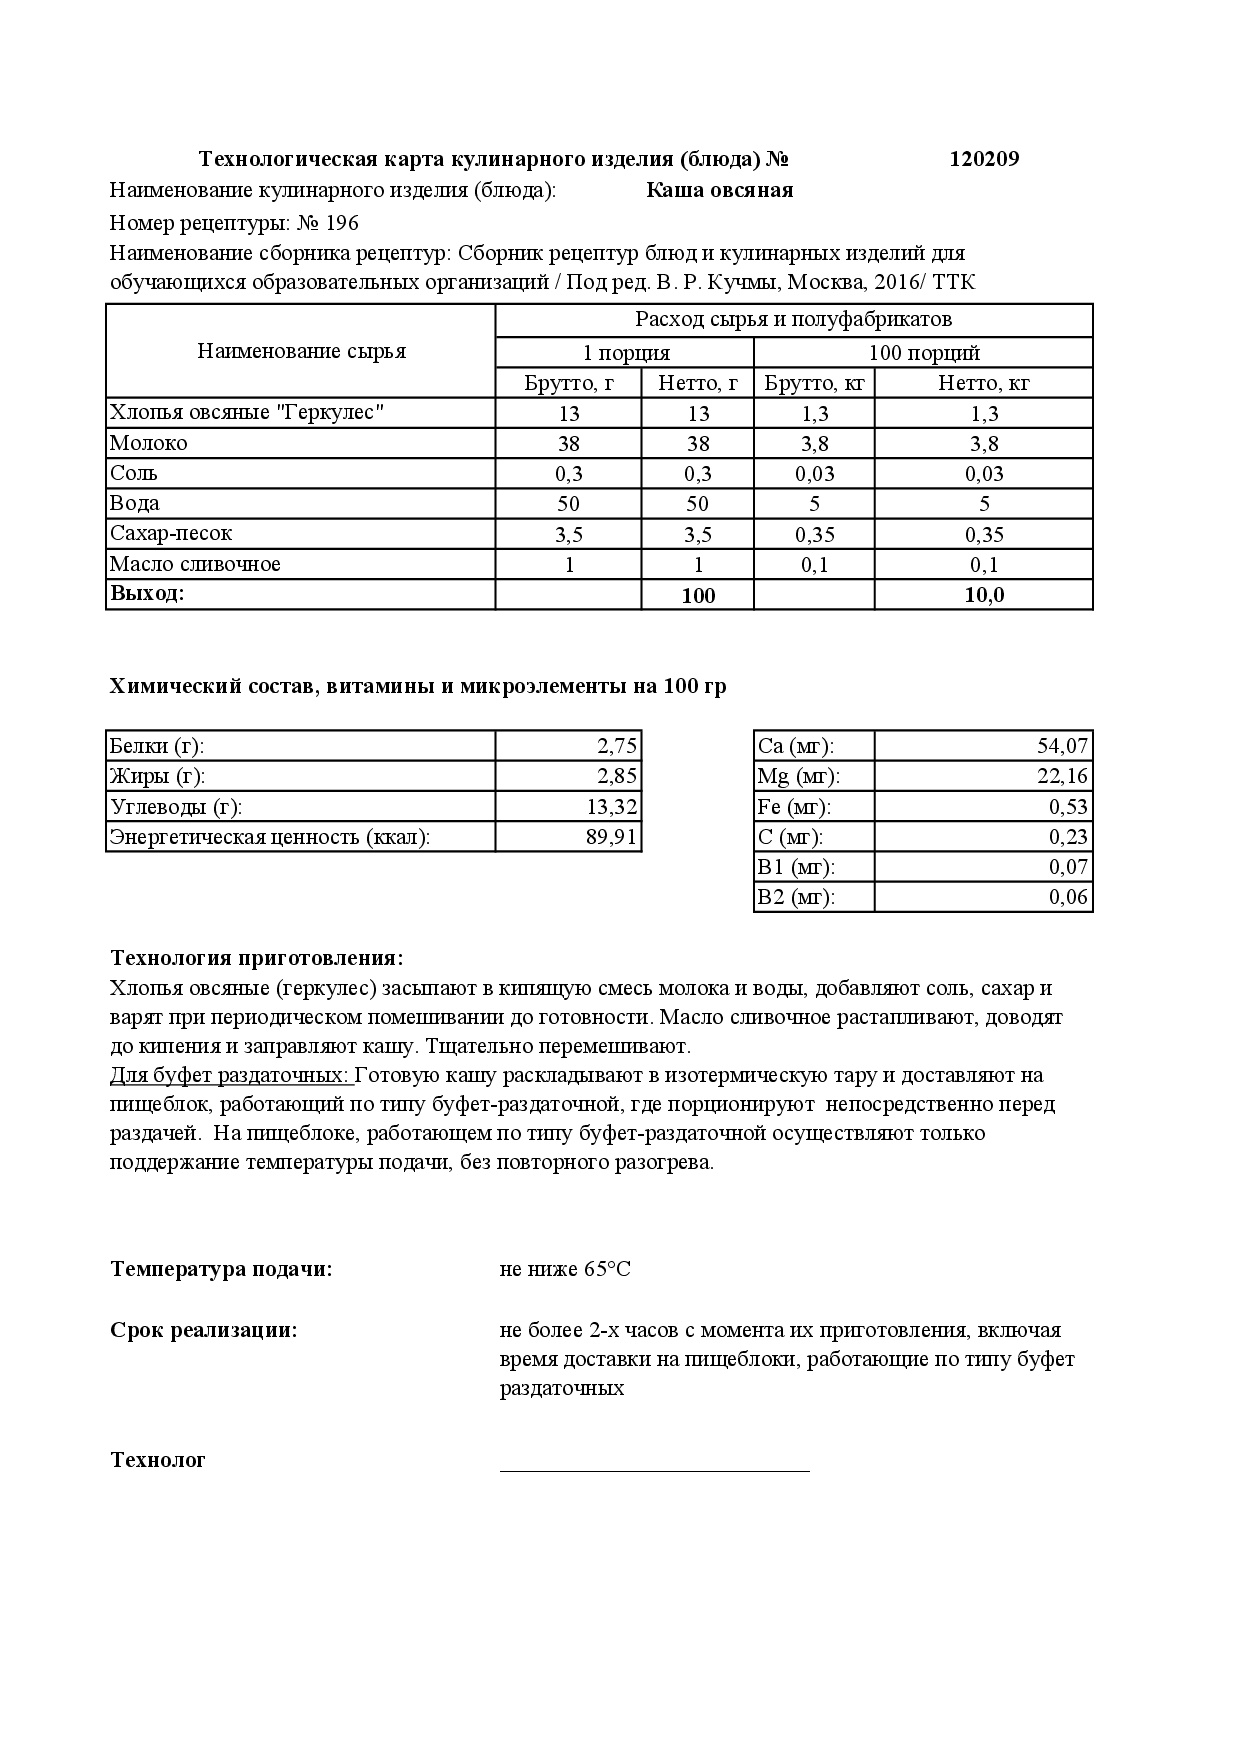 Технологическая карта кулинарного изделия (блюда) № 120209
Наименование кулинарного изделия (блюда): Каша овсяная
Номер рецептуры: № 196
Наименование сборника рецептур: Сборник рецептур блюд и кулинарных изделий для
обучающихся образовательных организаций / Под ред. В. Р. Кучмы, Москва, 2016/ ТТК
Наименование сырья
Расход сырья и полуфабрикатов
1 порция 100 порций
Брутто, г Нетто, г Брутто, кг Нетто, кг
Хлопья овсяные "Геркулес" 13 13 1,3 1,3
Молоко 38 38 3,8 3,8
Соль 0,3 0,3 0,03 0,03
Вода 50 50 5 5
Сахар-песок 3,5 3,5 0,35 0,35
Масло сливочное 1 1 0,1 0,1
Выход: 100 10,0
Химический состав, витамины и микроэлементы на 100 гр
Белки (г): 2,75 Ca (мг): 54,07
Жиры (г): 2,85 Mg (мг): 22,16
Углеводы (г): 13,32 Fe (мг): 0,53
Энергетическая ценность (ккал): 89,91 C (мг): 0,23
B1 (мг): 0,07
B2 (мг): 0,06
Технология приготовления:
Хлопья овсяные (геркулес) засыпают в кипящую смесь молока и воды, добавляют соль, сахар и
варят при периодическом помешивании до готовности. Масло сливочное растапливают, доводят
до кипения и заправляют кашу. Тщательно перемешивают.
Для буфет раздаточных: Готовую кашу раскладывают в изотермическую тару и доставляют на
пищеблок, работающий по типу буфет-раздаточной, где порционируют непосредственно перед
раздачей. На пищеблоке, работающем по типу буфет-раздаточной осуществляют только
поддержание температуры подачи, без повторного разогрева.
Температура подачи: не ниже 65°С
Срок реализации: не более 2-х часов с момента их приготовления, включая
время доставки на пищеблоки, работающие по типу буфет
раздаточных
Технолог